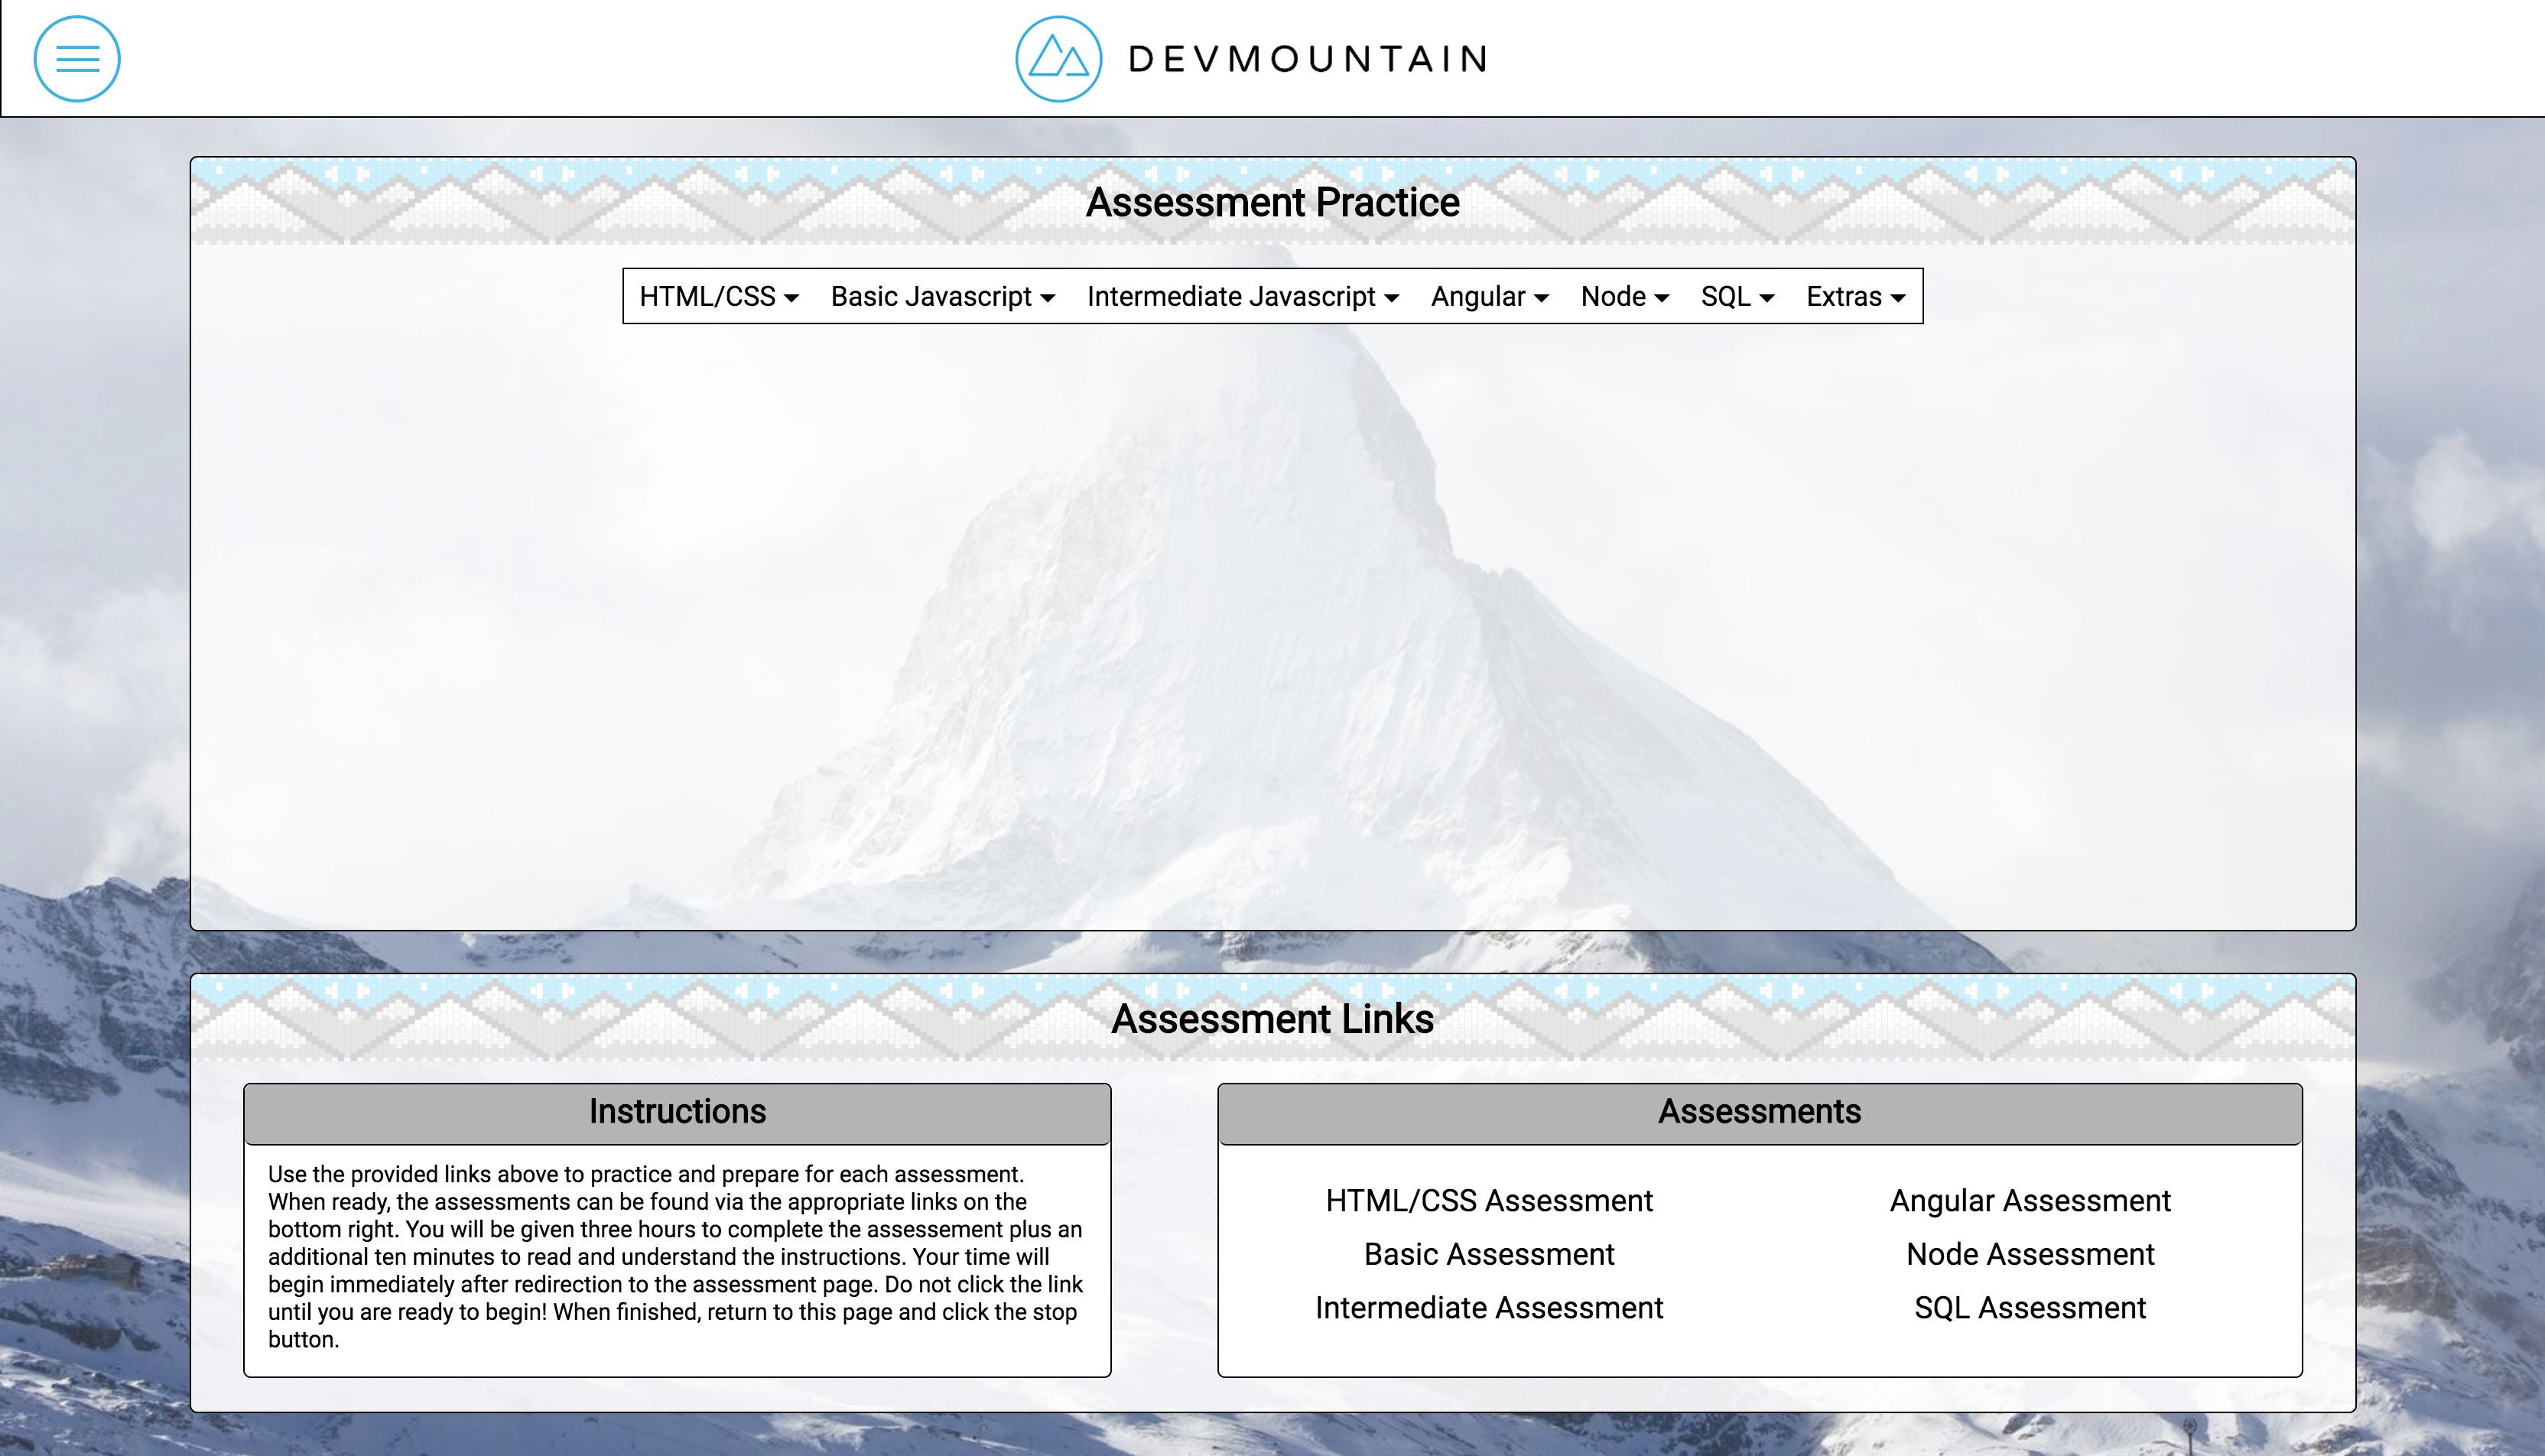 DEVMOUNTAIN
Assessment Practice
HTML/CSS Basic Javascript Intermediate Javascript Angular Node SQL Extras
Assessment Links
Instructions
Use the provided links above to practice and prepare for each assessment.
When ready, the assessments can be found via the appropriate links on the
bottom right. You will be given three hours to complete the assessement plus an
additional ten minutes to read and understand the instructions. Your time will
begin immediately after redirection to the assessment page. Do not click the link
until you are ready to begin! When finished, return to this page and click the stop
button.
Assessments
HTML/CSS Assessment
Basic Assessment
Intermediate Assessment
Angular Assessment
Node Assessment
SQL Assessment